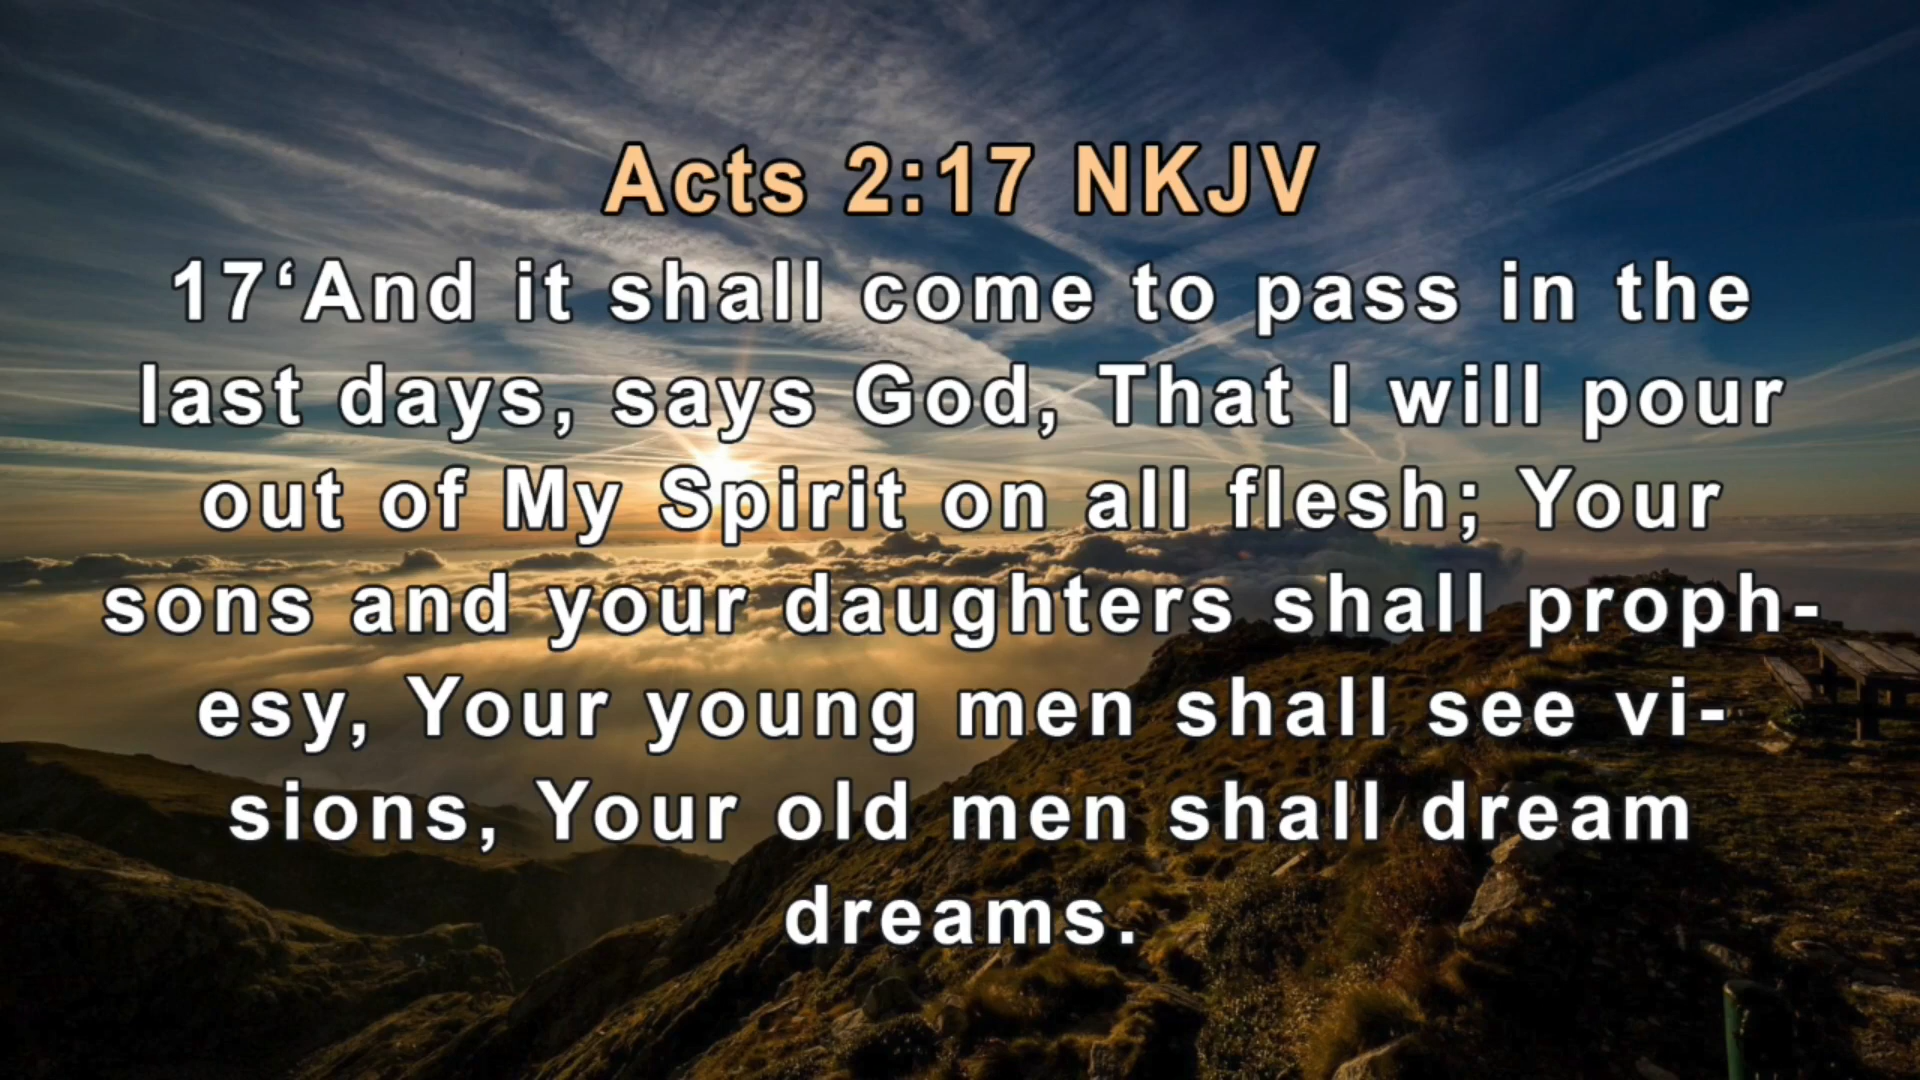 Acts 2:17 NKJV
17‘And it shall come to pass in the
last days, says God, That I will pour
out of My Spirit on all flesh; Your
sons and your daughters shall proph-
esy, Your young men shall see vi-
sions, Your old men shall dream
dreams.